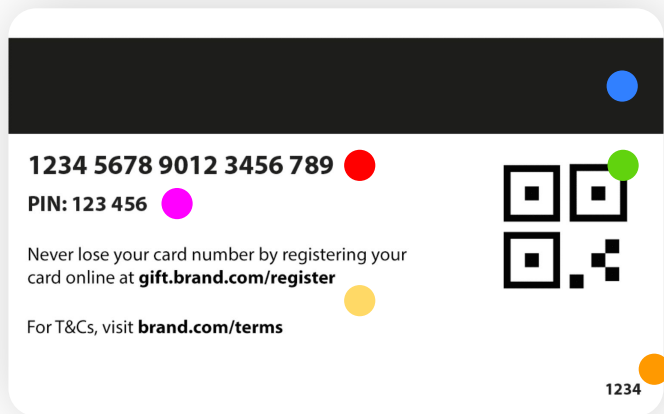 1234 5678 9012 3456 789
PIN: 123 456
Never lose your card number by registering your
card online at gift.brand.com/register
For T&Cs, visit brand.com/terms
1234